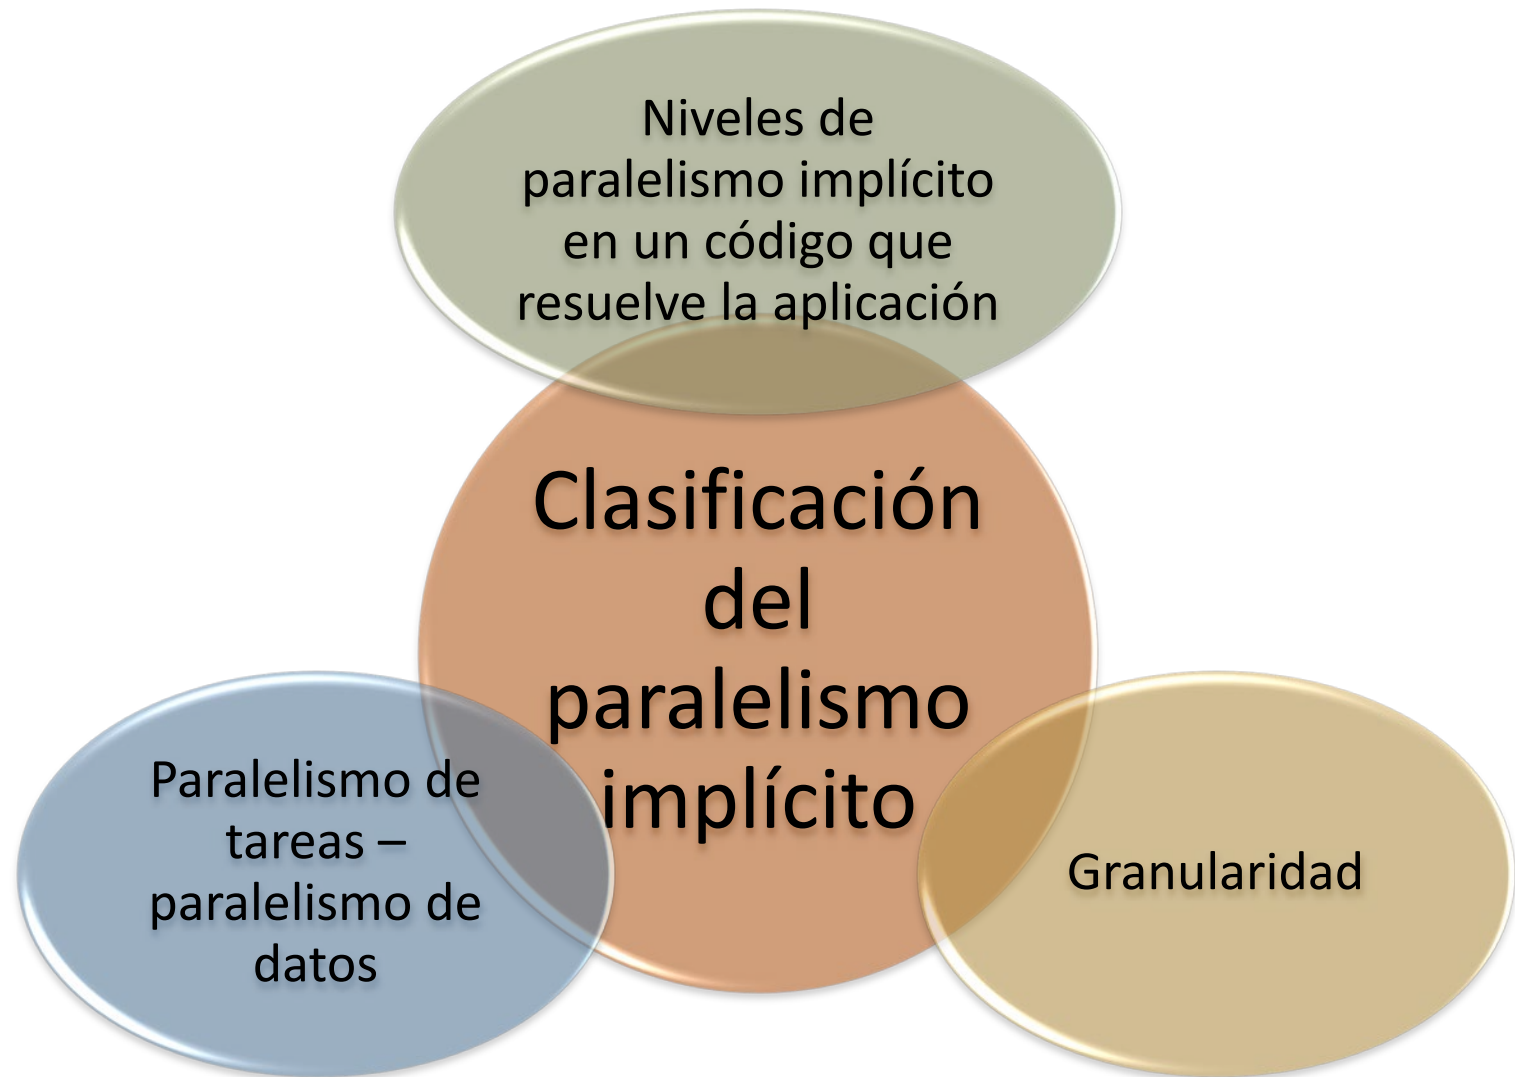 Niveles de
paralelismo implícito
en un código que
resuelve la aplicación
Clasificación
del
paralelismo
implícito
Paralelismo de
tareas –
paralelismo de
datos
Granularidad